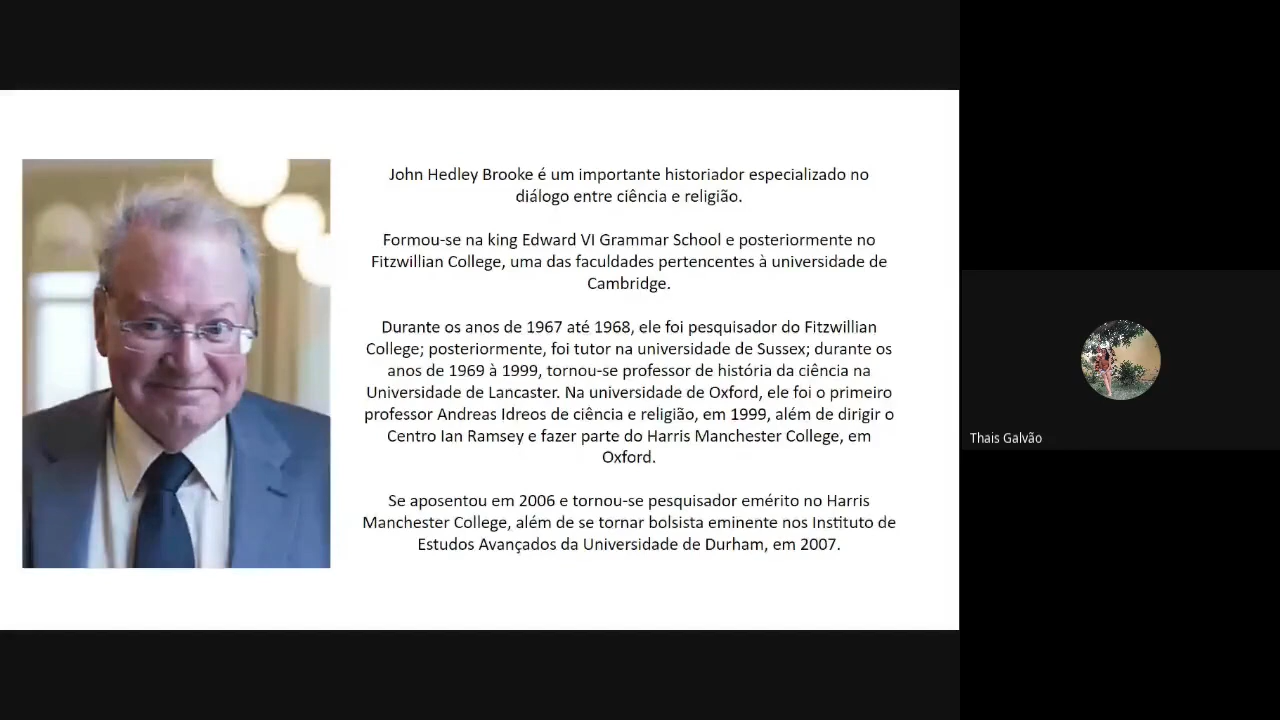 John Hedley Brooke é um importante historiador especializado no
diálogo entre ciência e religião.
Formou-se na king Edward VI Grammar School e posteriormente no
Fitzwillian College, uma das faculdades pertencentes à universidade de
Cambridge.
Durante os anos de 1967 até 1968, ele foi pesquisador do Fitzwillian
College; posteriormente, foi tutor na universidade de Sussex; durante os
anos de 1969 à 1999, tornou-se professor de história da ciência na
Universidade de Lancaster. Na universidade de Oxford, ele foi o primeiro
professor Andreas Idreos de ciência e religião, em 1999, além de dirigir o
Centro Ian Ramsey e fazer parte do Harris Manchester College, em
Oxford.
Se aposentou em 2006 e tornou-se pesquisador emérito no Harris
Manchester College, além de se tornar bolsista eminente nos Instituto de
Estudos Avançados da Universidade de Durham, em 2007.
Thais Galvão